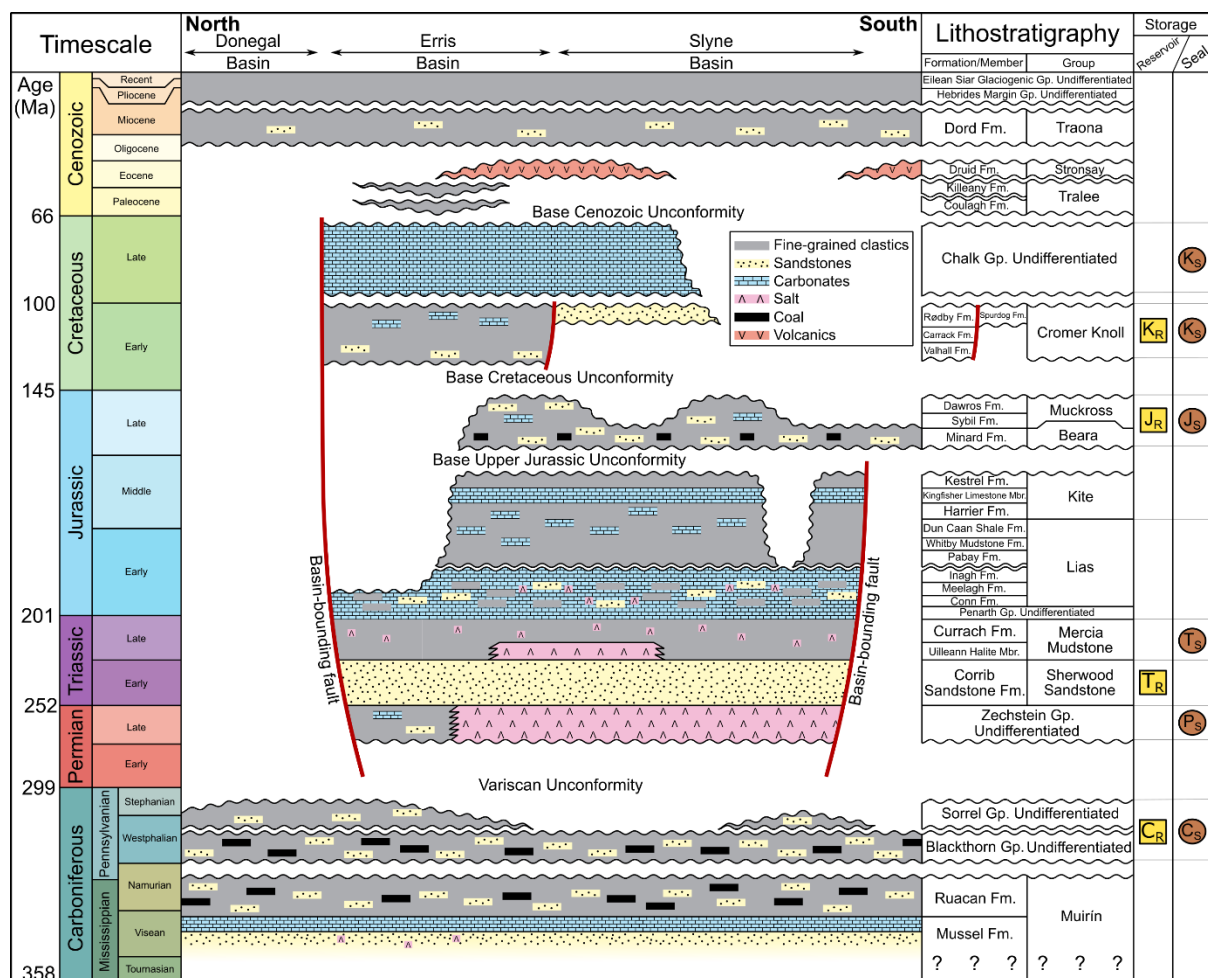 North
South
Timescale
Donegal
Basin
Erris
Basin
Slyne
Basin
Lithostratigraphy
Formation/Member
Group
Storage
Reservoir
Seal
Age
(Ma)
Cenozoic
Recent
Pliocene
Miocene
Oligocene
Eocene
Paleocene
66
Eilean Siar Glaciogenic Gp. Undifferentiated
Hebrides Margin Gp. Undifferentiated
Dord Fm.
Traona
Druid Fm.
Stronsay
Killeany Fm.
Coulagh Fm.
Tralee
Base Cenozoic Unconformity
Cretaceous
Late
100
Early
145
Fine-grained clastics
Sandstones
Carbonates
Salt
Coal
Volcanics
Chalk Gp. Undifferentiated
KS
Rødby Fm.
Spurdog Fm.
Carrack Fm.
Valhall Fm.
Cromer Knoll
KR
KS
Base Cretaceous Unconformity
Jurassic
Late
Middle
Early
201
Dawros Fm.
Sybil Fm.
Minard Fm.
Muckross
Beara
JR
JS
Base Upper Jurassic Unconformity
Kestrel Fm.
Kingfisher Limestone Mbr.
Harrier Fm.
Kite
Dun Caan Shale Fm.
Whitby Mudstone Fm.
Pabay Fm.
Inagh Fm.
Meelagh Fm.
Conn Fm.
Lias
Penarth Gp. Undifferentiated
Basin-bounding fault
Basin-bounding fault
Triassic
Late
Early
252
Currach Fm.
Uilleann Halite Mbr.
Mercia
Mudstone
TS
Corrib
Sandstone Fm.
Sherwood
Sandstone
TR
Permian
Late
Early
299
Zechstein Gp.
Undifferentiated
PS
Variscan Unconformity
Carboniferous
Pennsylvanian
Mississippian
Stephanian
Westphalian
Namurian
Visean
Tournasian
358
Sorrel Gp. Undifferentiated
Blackthorn Gp. Undifferentiated
CR
CS
Ruacan Fm.
Mussel Fm.
Muirín
? ? ? ? ? ?